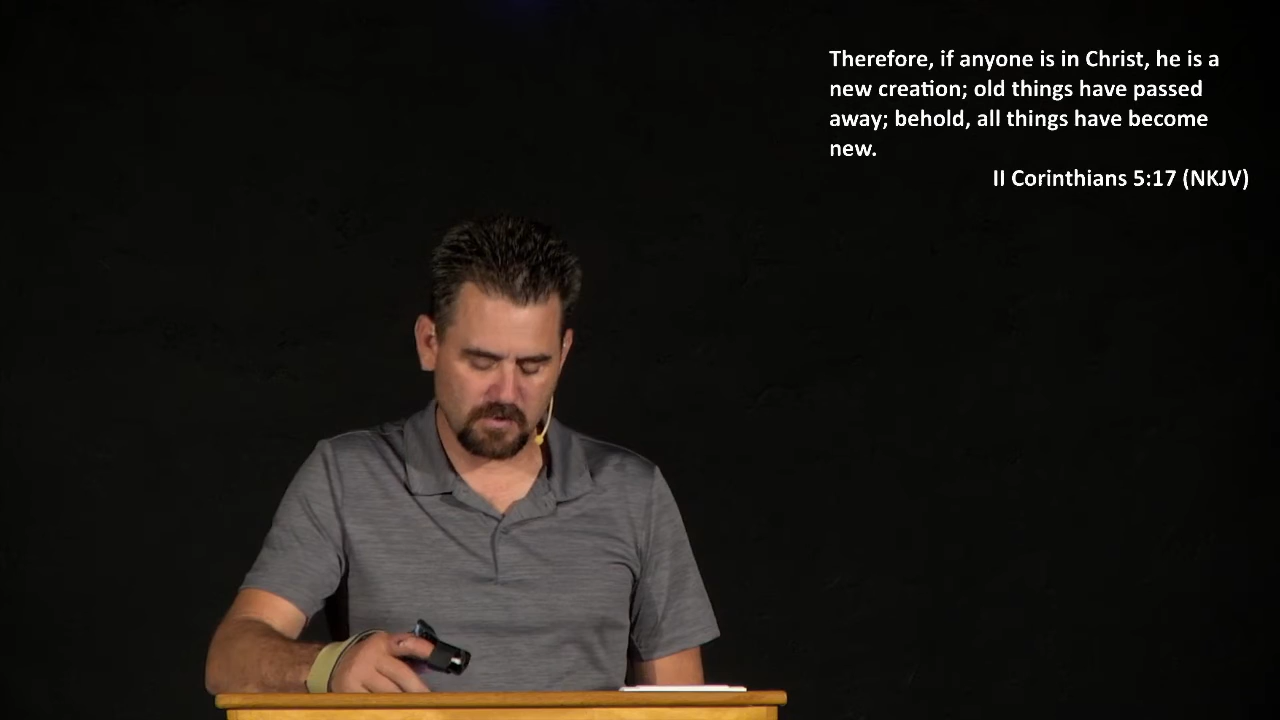 Therefore, if anyone is in Christ, he is a
new creation; old things have passed
away; behold, all things have become
new.
II Corinthians 5:17 (NKJV)